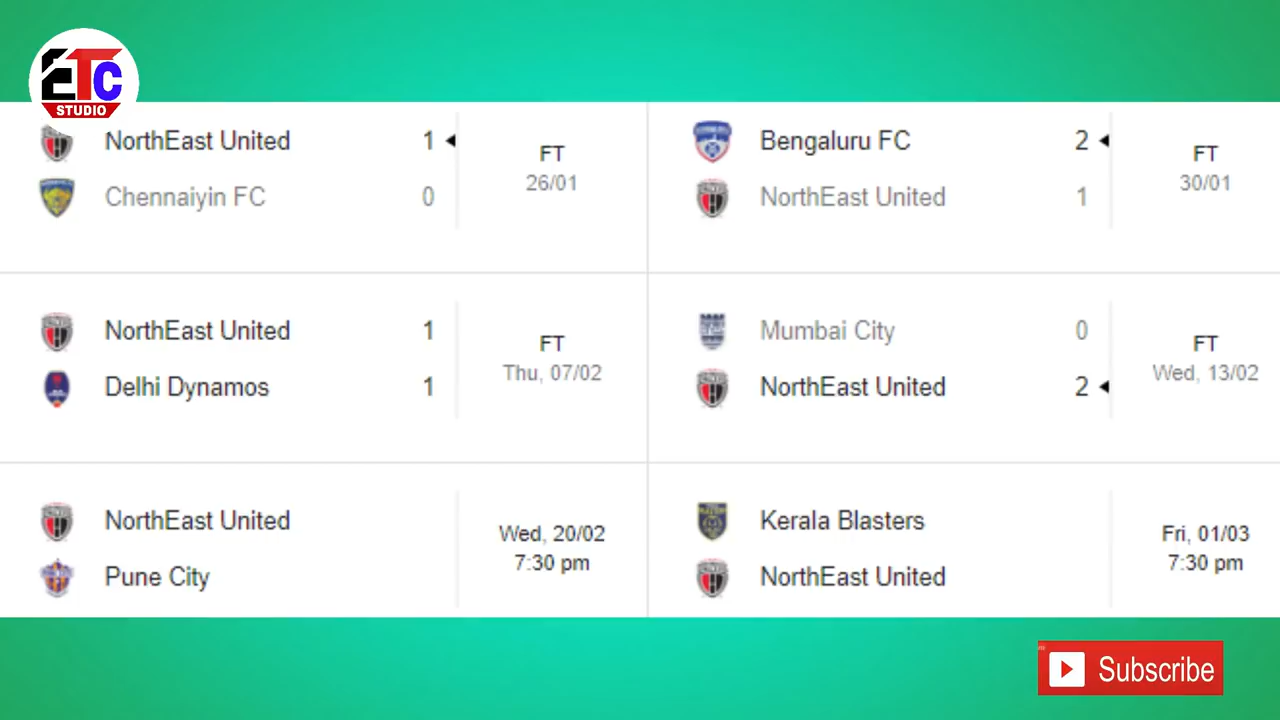 ETC
STUDIO
NorthEast United 1
Chennaiyin FC 0
FT
26/01
Bengaluru FC 2
NorthEast United 1
FT
30/01
NorthEast United 1
Delhi Dynamos 1
FT
Thu, 07/02
Mumbai City 0
NorthEast United 2
FT
Wed, 13/02
NorthEast United
Pune City
Wed, 20/02
7:30 pm
Kerala Blasters
NorthEast United
Fri, 01/03
7:30 pm
Subscribe